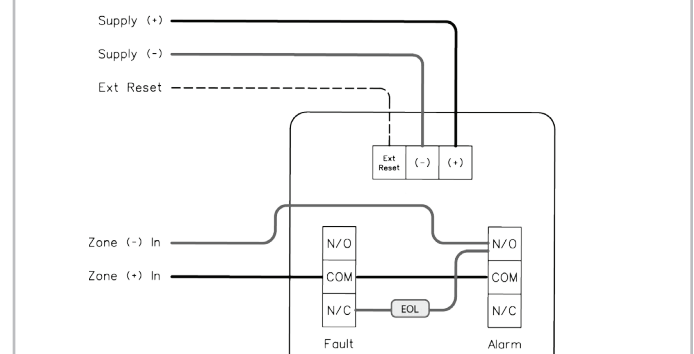 Supply (+)
Supply (-)
Ext Reset
Ext Reset
(-)
(+)
Zone (-) In
Zone (+) In
N/O
COM
N/C
EOL
N/O
COM
N/C
Fault
Alarm